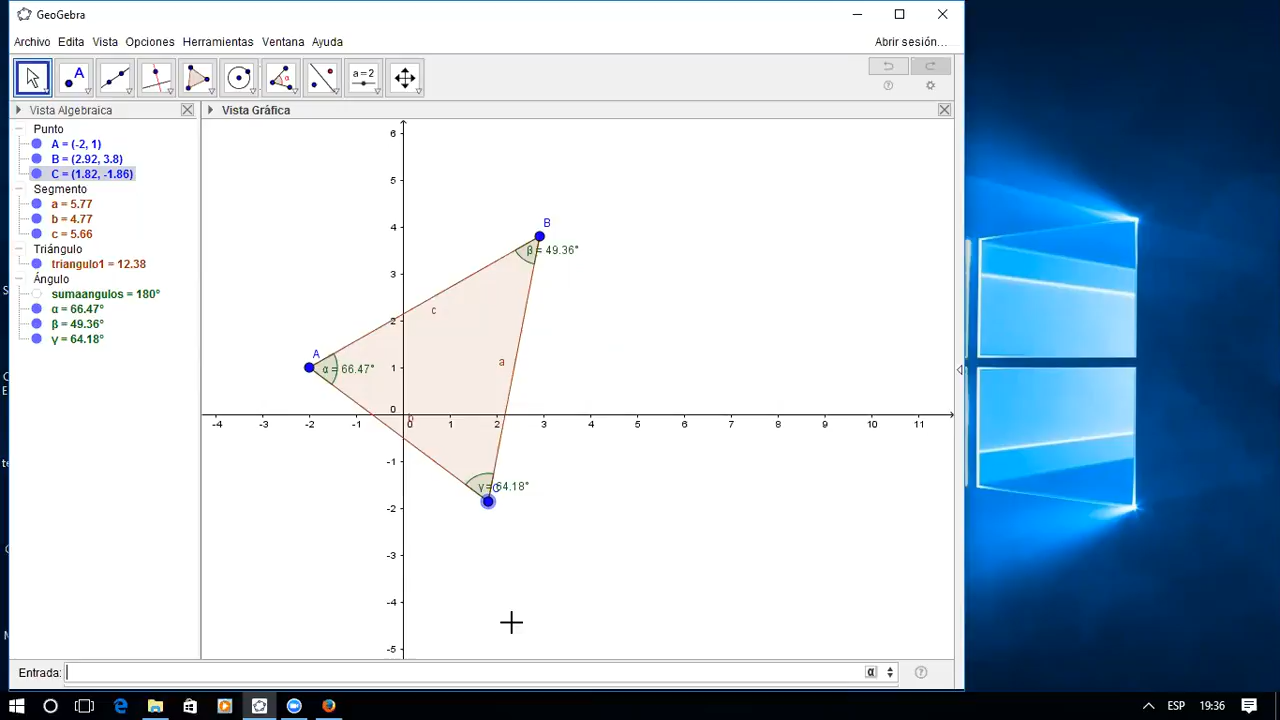 GeoGebra
Archivo Edita Vista Opciones Herramientas Ventana Ayuda
Abrir sesión...
A
α
a=2
Vista Algebraica
Vista Gráfica
Punto
A = (-2, 1)
B = (2.92, 3.8)
C = (1.82, -1.86)
Segmento
a = 5.77
b = 4.77
c = 5.66
Triángulo
triangulo1 = 12.38
Ángulo
sumaangulos = 180°
α = 66.47°
β = 49.36°
γ = 64.18°
6
5
4
3
2
1
0
-1
-2
-3
-4
-5
-4 -3 -2 -1 0 1 2 3 4 5 6 7 8 9 10 11
B
β = 49.36°
c
A
a
α = 66.47°
b
C
γ = 64.18°
Entrada:
α
ESP 19:36